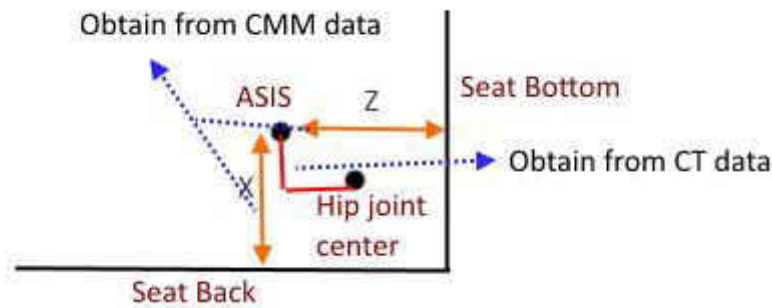 Obtain from CMM data
ASIS
Z
Seat Bottom
Obtain from CT data
X
Hip joint
center
Seat Back